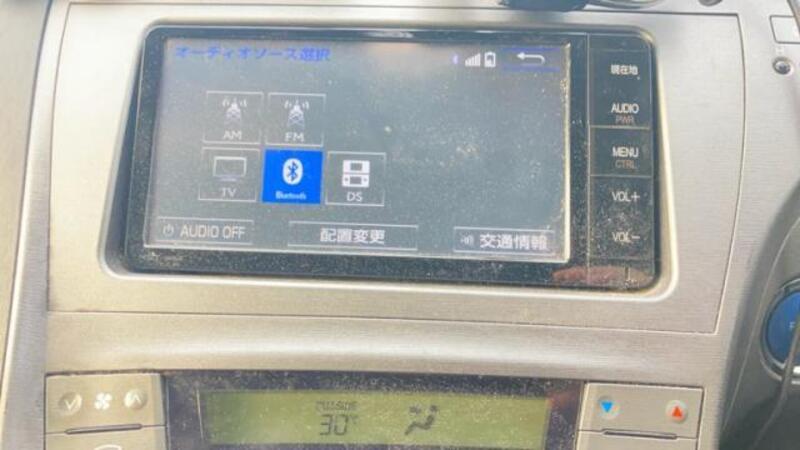 オーディオソース選択
現在地
AUDIO
PWR
AM
FM
MENU
CTRL
TV
Bluetooth
DS
VOL+
AUDIO OFF
配置変更
交通情報
VOL-
OUTSIDE
30°